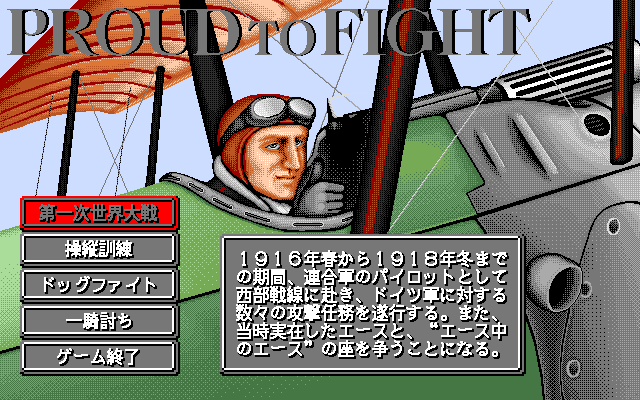 PROUD TO FIGHT
第一次世界大戦
操縦訓練
ドッグファイト
一騎討ち
ゲーム終了
1916年春から1918年冬まで
の期間、連合軍のパイロットとして
西部戦線に赴き、ドイツ軍に対する
数々の攻撃任務を遂行する。また、
当時実在したエースと、“エース中
のエース”の座を争うことになる。